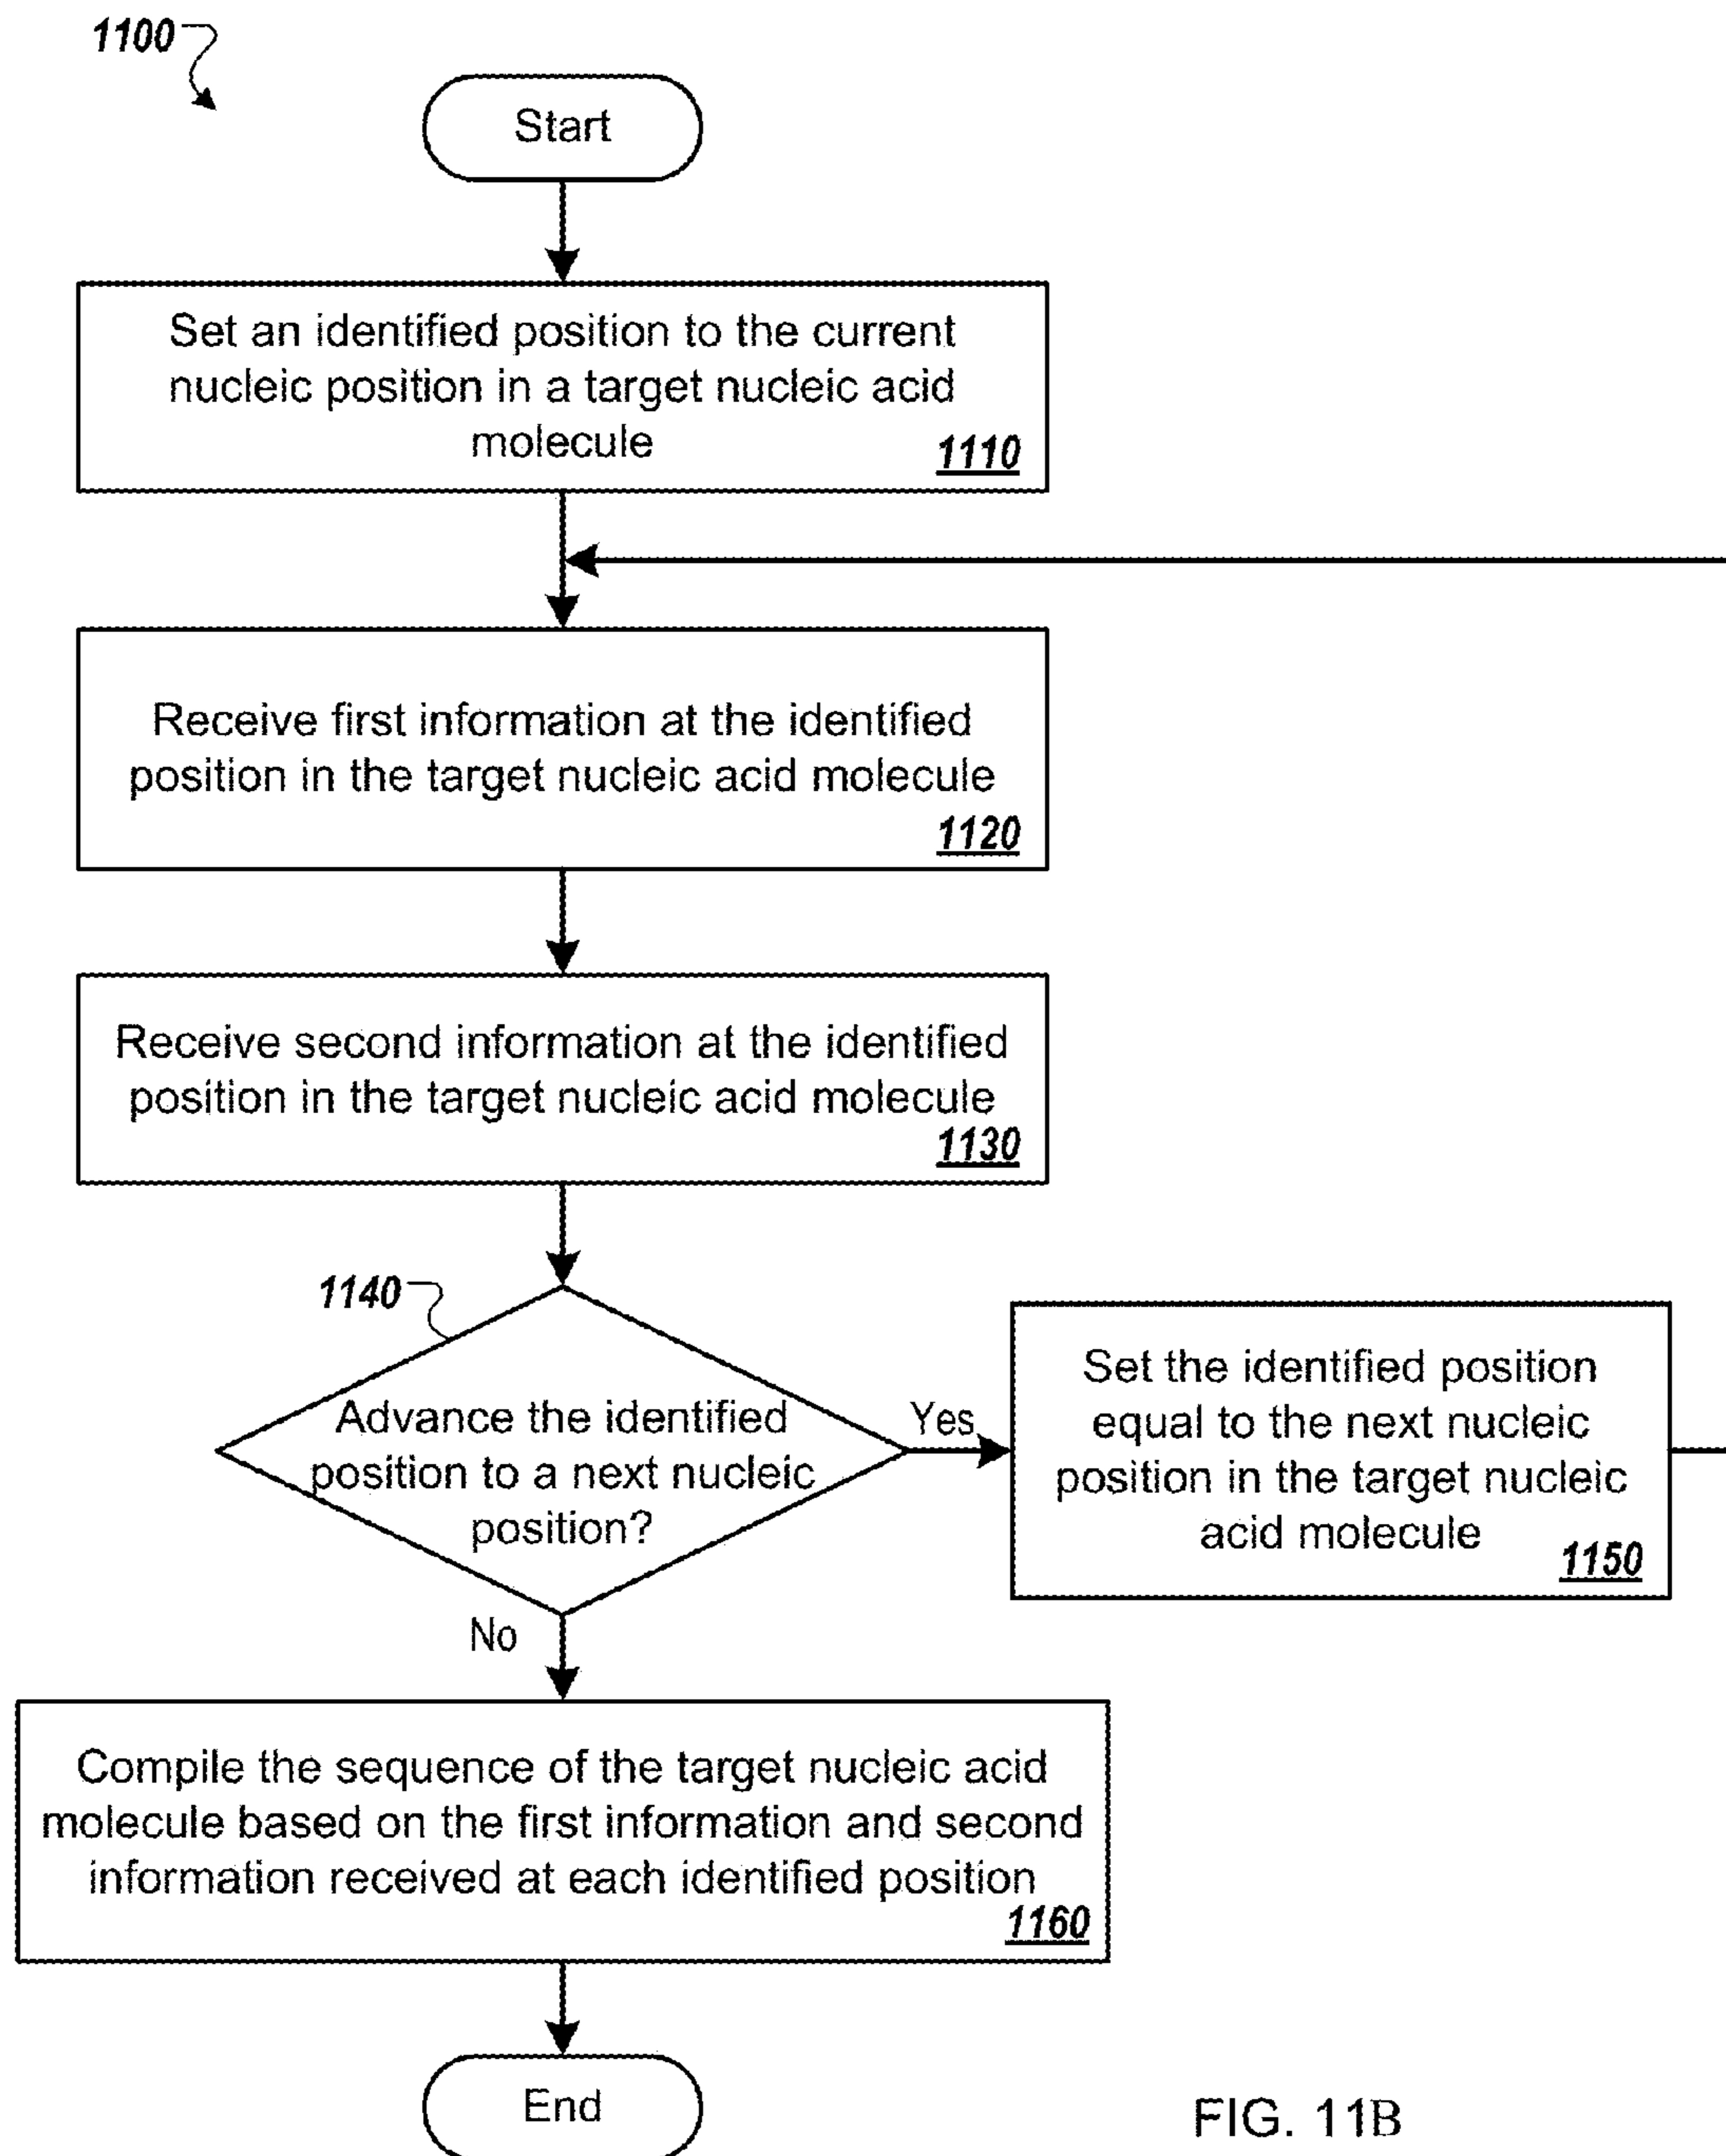 1100
Start
Set an identified position to the current
nucleic position in a target nucleic acid
molecule
1110
Receive first information at the identified
position in the target nucleic acid molecule
1120
Receive second information at the identified
position in the target nucleic acid molecule
1130
1140
Advance the identified
position to a next nucleic
position?
Yes
Set the identified position
equal to the next nucleic
position in the target nucleic
acid molecule
1150
No
Compile the sequence of the target nucleic acid
molecule based on the first information and second
information received at each identified position
1160
End
FIG. 11B